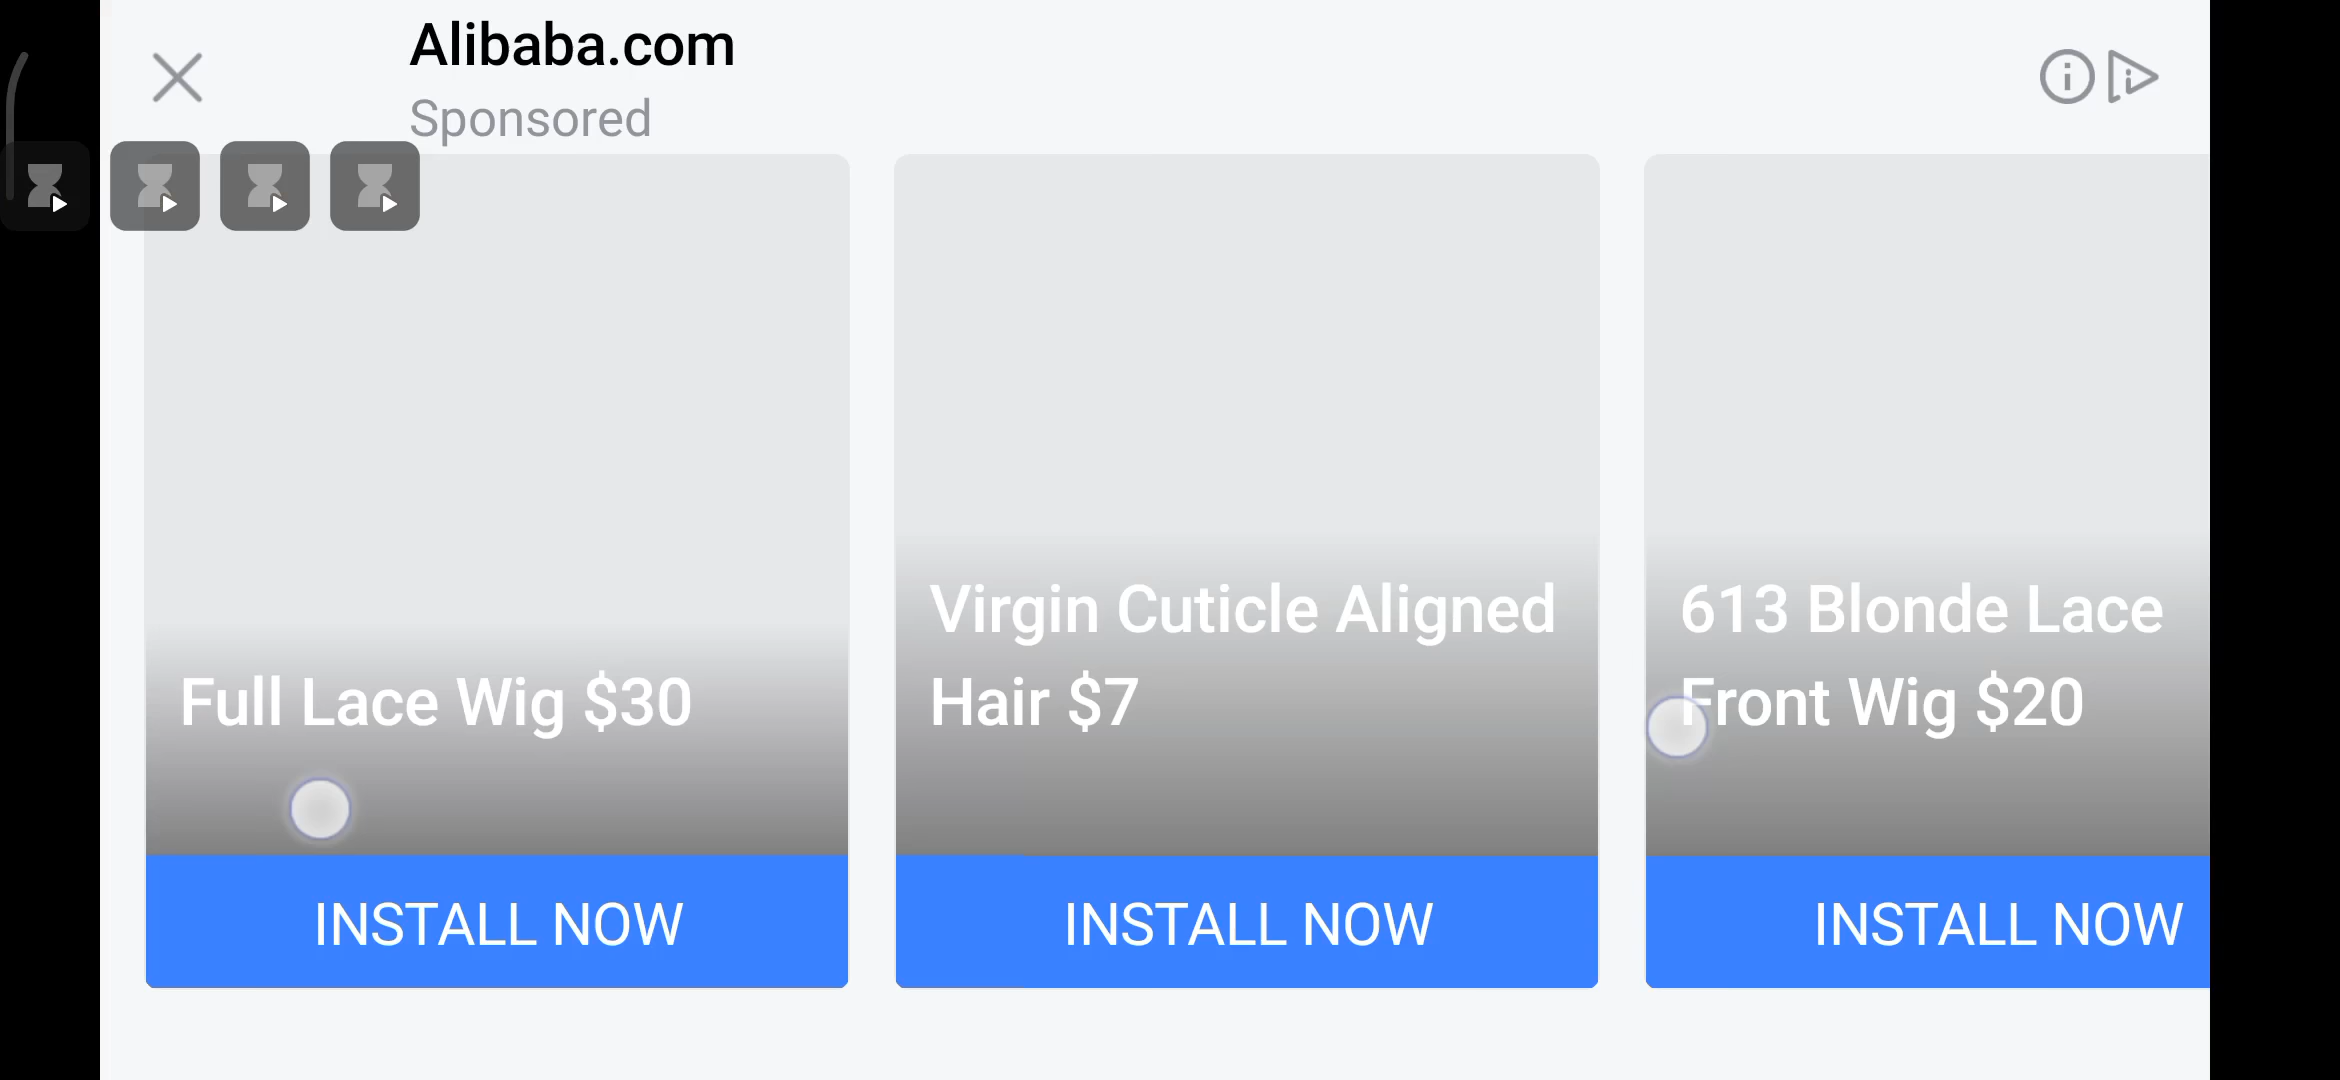 Alibaba.com
Sponsored
Full Lace Wig $30
INSTALL NOW
Virgin Cuticle Aligned
Hair $7
INSTALL NOW
613 Blonde Lace
Front Wig $20
INSTALL NOW